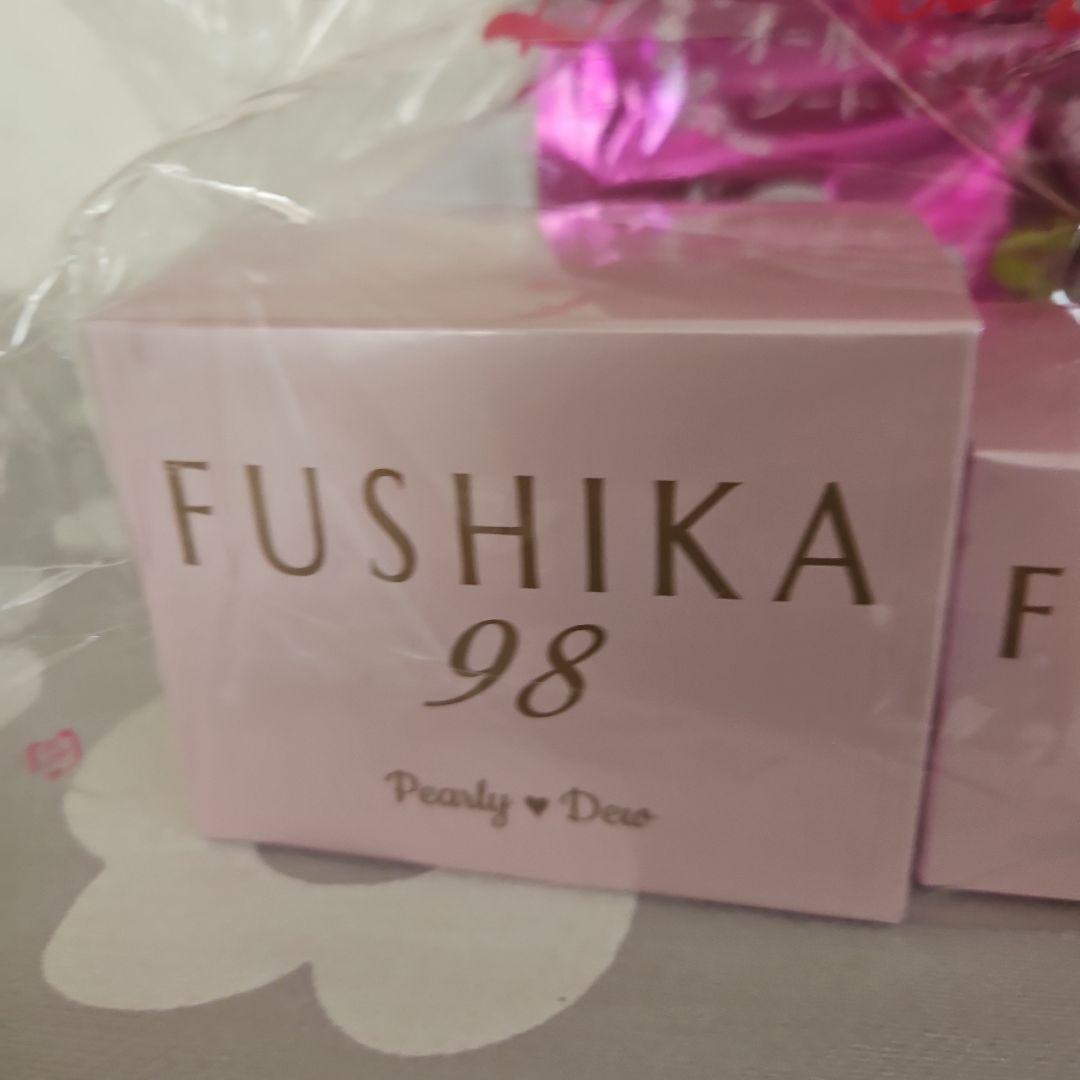 FUSHIKA
98
Pearly ♥ Dew
F